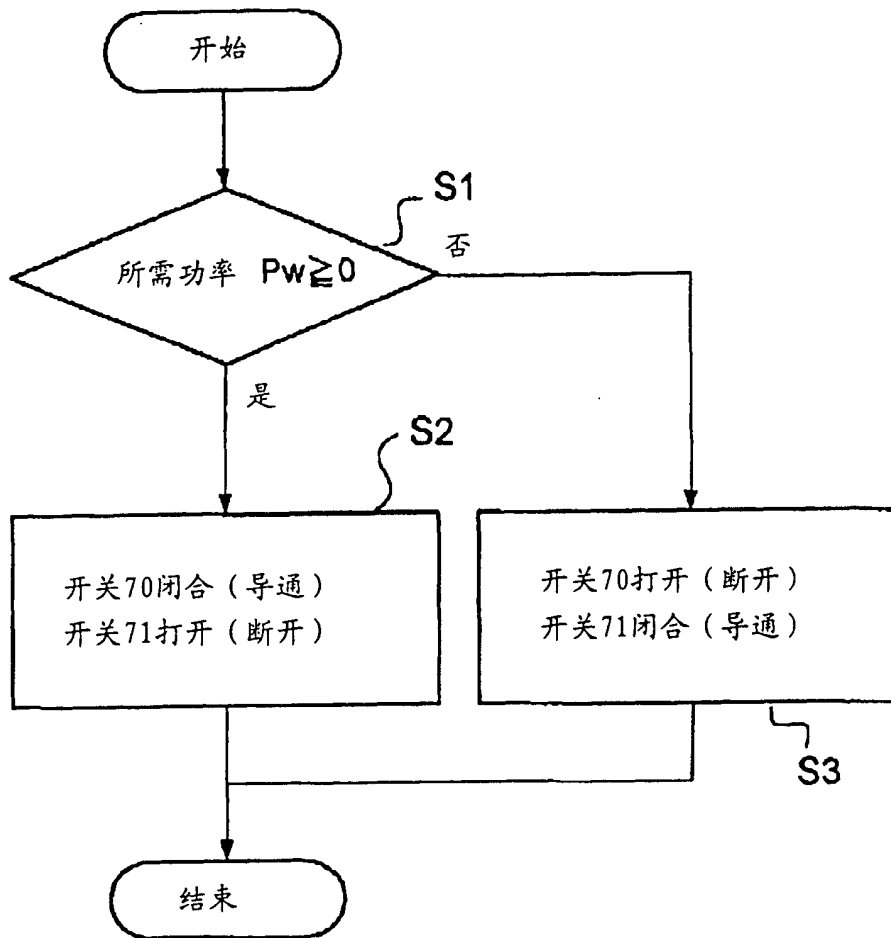 开始
S1
所需功率 Pw≧0
否
是
S2
开关70闭合（导通）
开关71打开（断开）
开关70打开（断开）
开关71闭合（导通）
S3
结束